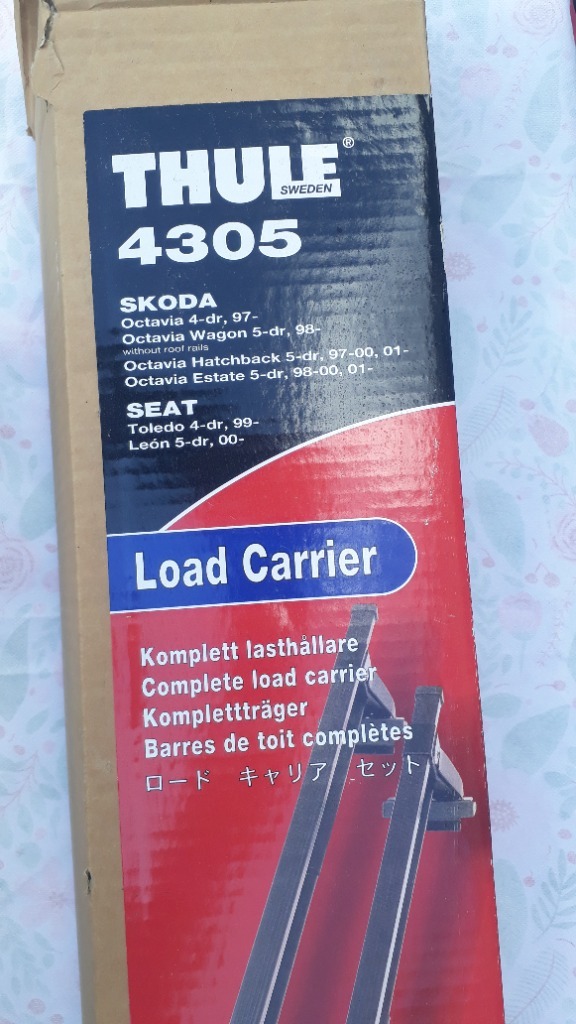 THULE®
SWEDEN
4305
SKODA
Octavia 4-dr, 97-
Octavia Wagon 5-dr, 98-
without roof rails
Octavia Hatchback 5-dr, 97-00, 01-
Octavia Estate 5-dr, 98-00, 01-
SEAT
Toledo 4-dr, 99-
León 5-dr, 00-
Load Carrier
Komplett lasthållare
Complete load carrier
Komplettträger
Barres de toit complètes
ロード キャリア セット